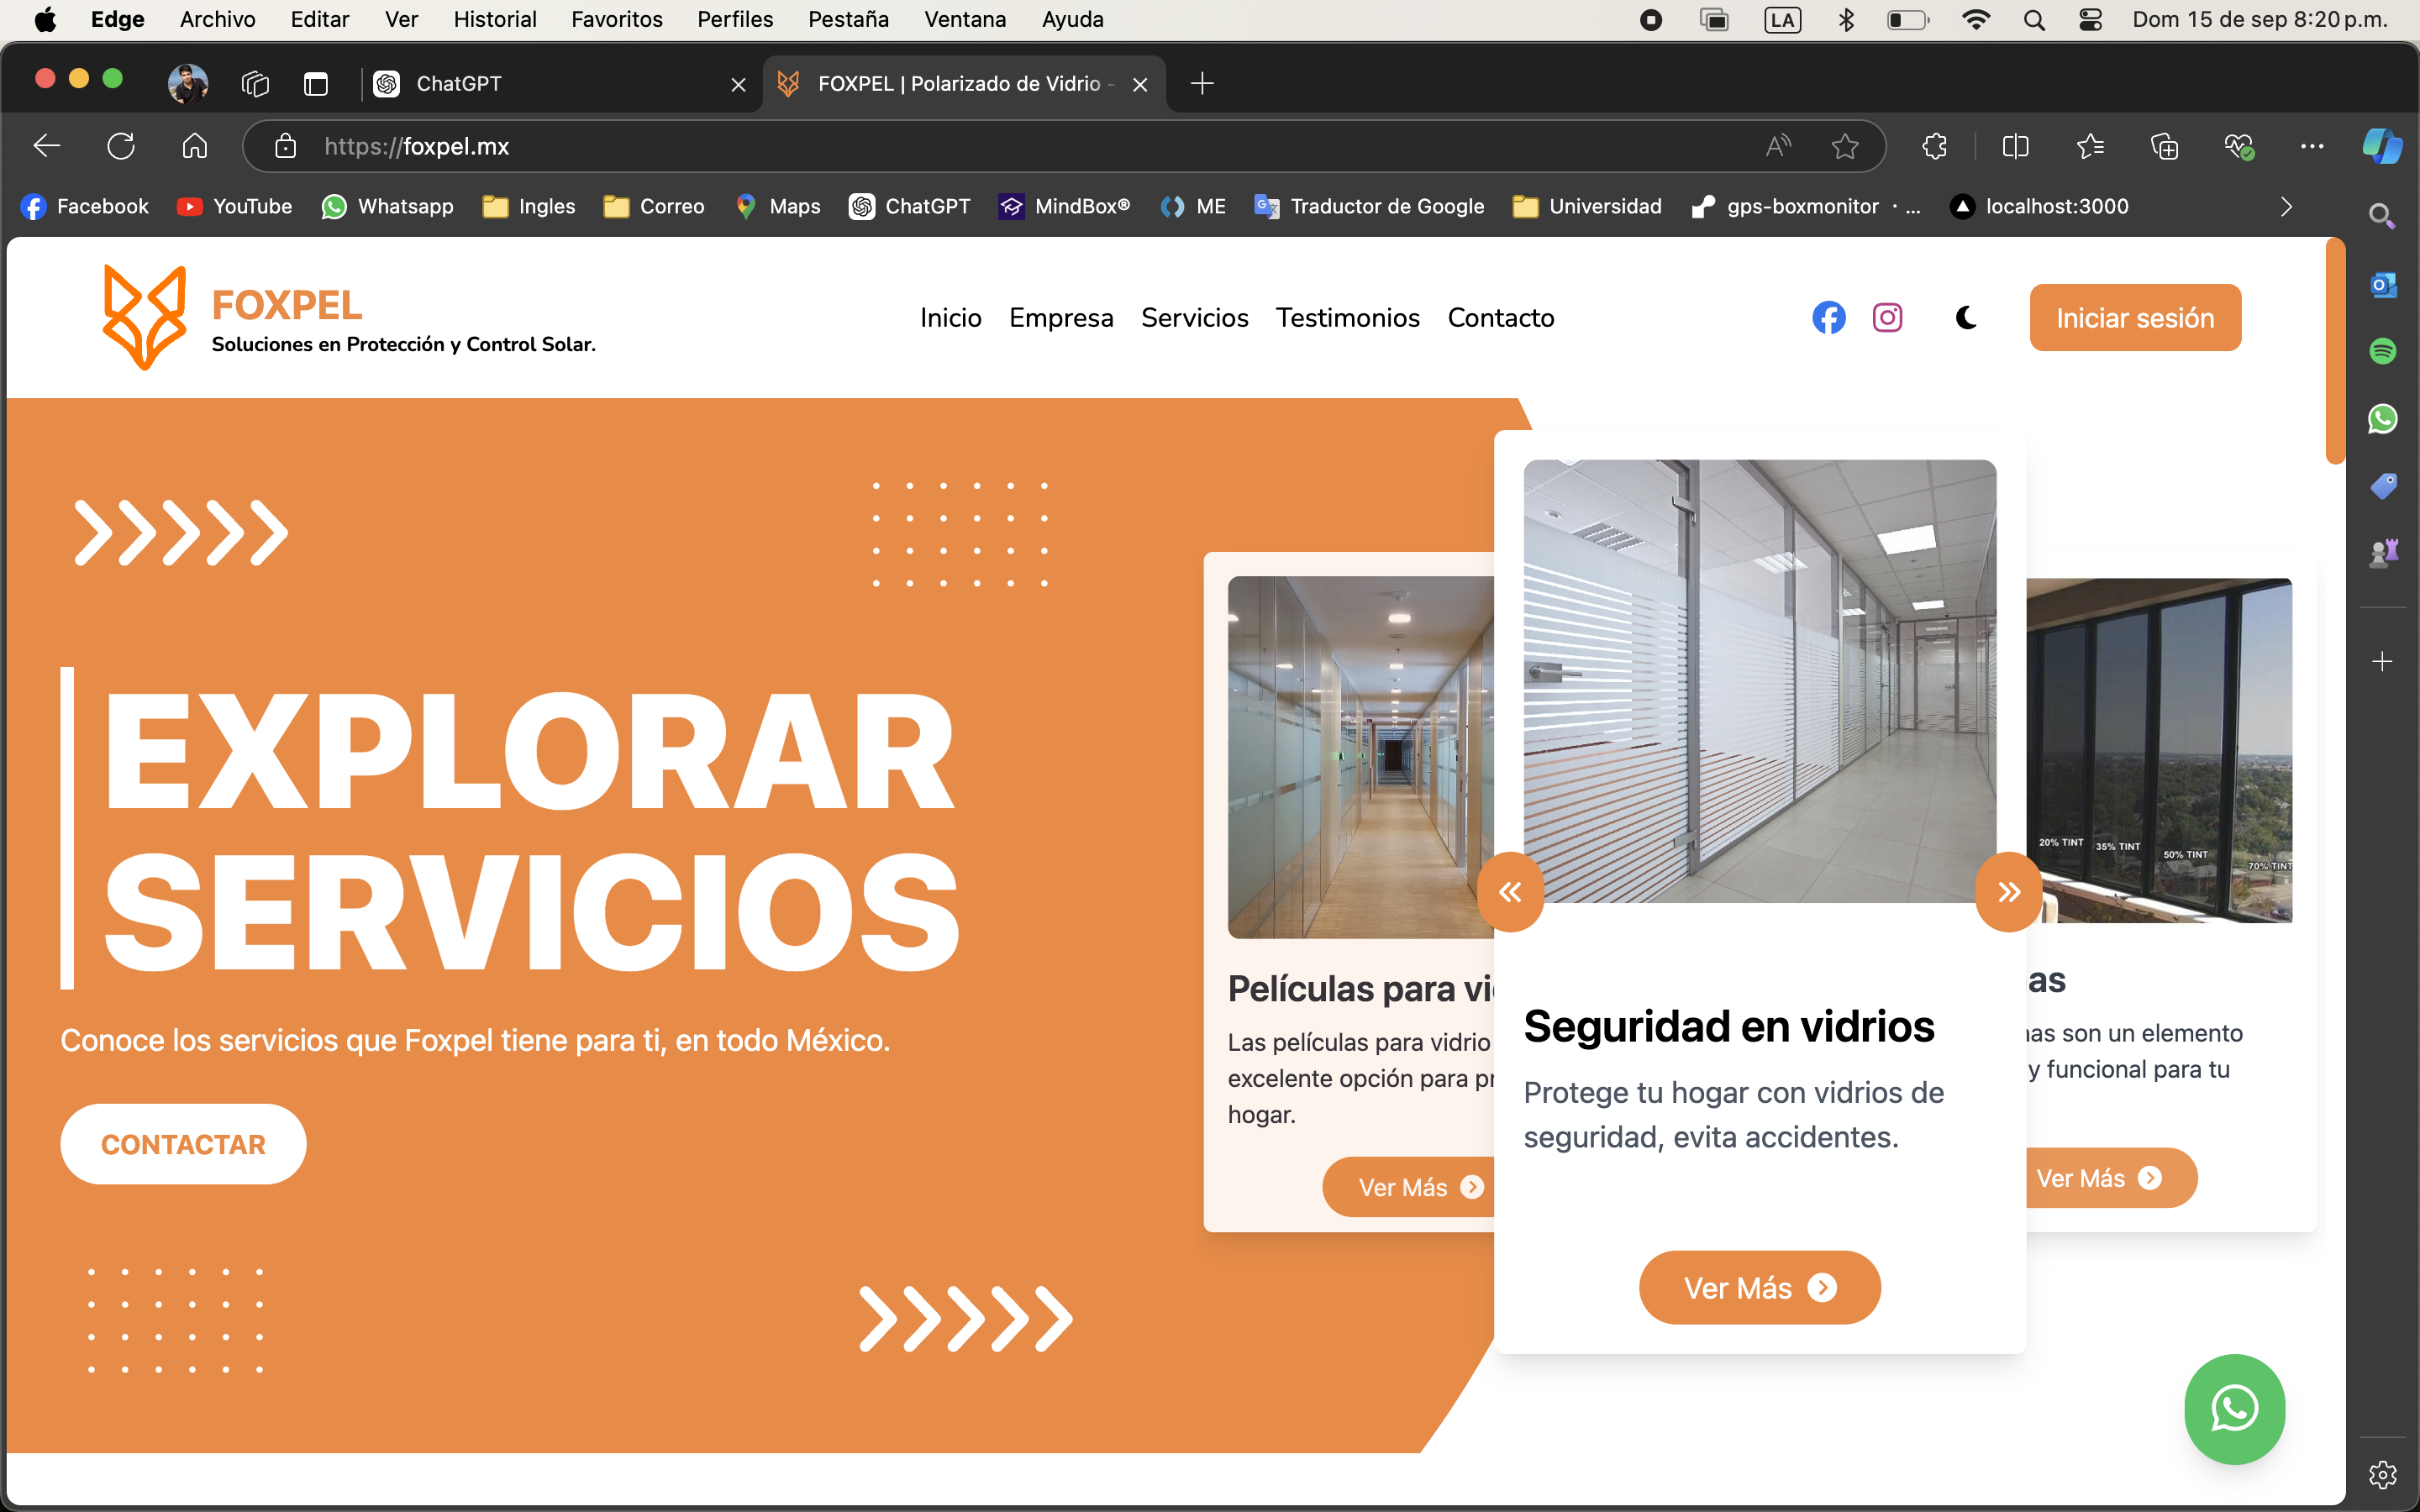 Edge Archivo Editar Ver Historial Favoritos Perfiles Pestaña Ventana Ayuda LA Dom 15 de sep 8:20 p.m.
ChatGPT FOXPEL | Polarizado de Vidrio -
https://foxpel.mx
Facebook YouTube Whatsapp Ingles Correo Maps ChatGPT MindBox® ME Traductor de Google Universidad gps-boxmonitor · ... localhost:3000
FOXPEL
Soluciones en Protección y Control Solar.
Inicio Empresa Servicios Testimonios Contacto
Iniciar sesión
EXPLORAR
SERVICIOS
Conoce los servicios que Foxpel tiene para ti, en todo México.
CONTACTAR
Películas para vi
Las películas para vidrio
excelente opción para pr
hogar.
Ver Más
Seguridad en vidrios
Protege tu hogar con vidrios de
seguridad, evita accidentes.
Ver Más
20% TINT 35% TINT 50% TINT 70% TINT
as
as son un elemento
y funcional para tu
Ver Más